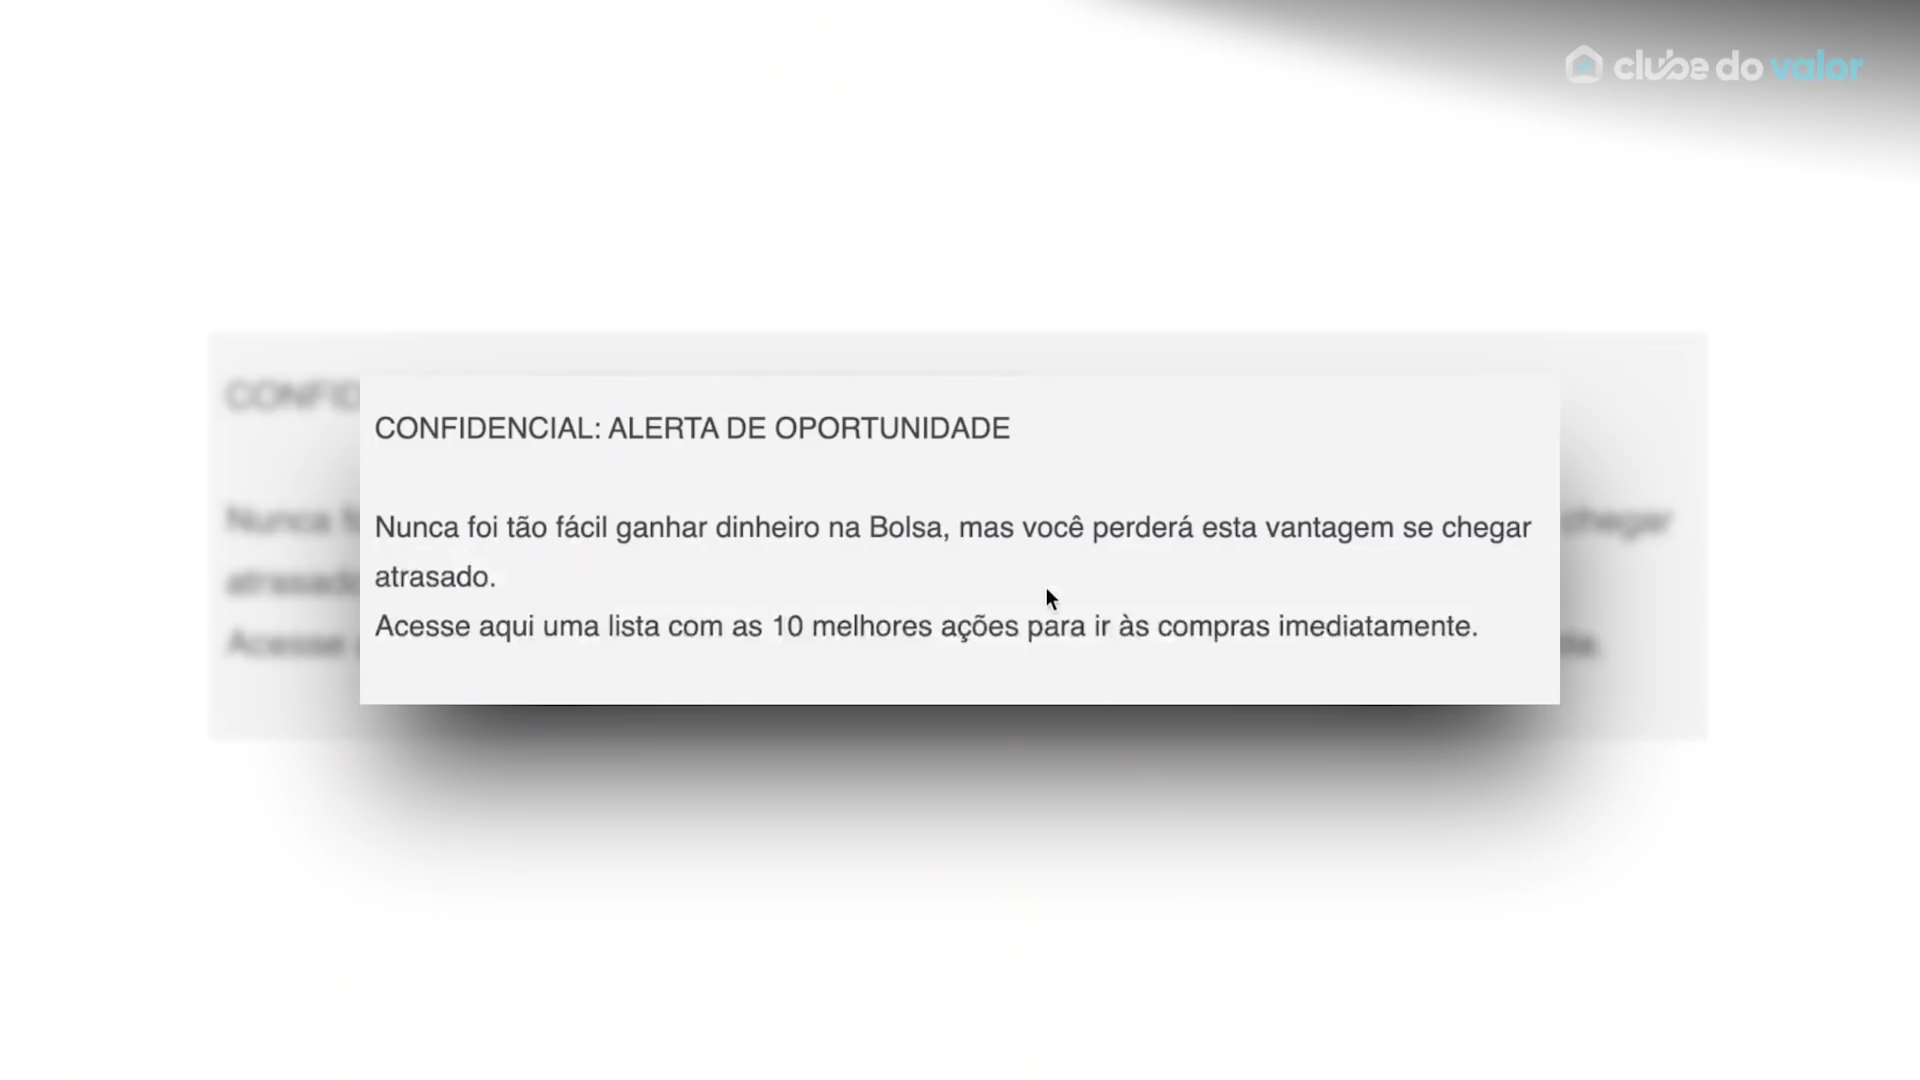 clube do valor
CONFIDENCIAL: ALERTA DE OPORTUNIDADE
Nunca foi tão fácil ganhar dinheiro na Bolsa, mas você perderá esta vantagem se chegar
atrasado.
Acesse aqui uma lista com as 10 melhores ações para ir às compras imediatamente.